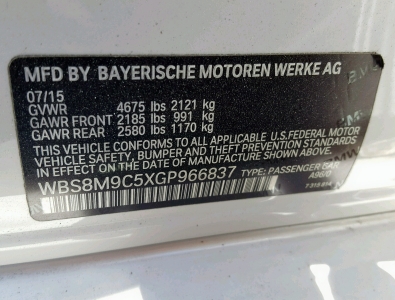 MFD BY BAYERISCHE MOTOREN WERKE AG
07/15
GVWR 4675 lbs 2121 kg
GAWR FRONT 2185 lbs 991 kg
GAWR REAR 2580 lbs 1170 kg
THIS VEHICLE CONFORMS TO ALL APPLICABLE U.S. FEDERAL MOTOR
VEHICLE SAFETY, BUMPER, AND THEFT PREVENTION STANDARDS
IN EFFECT ON THE DATE OF MANUFACTURE SHOWN ABOVE.
WBS8M9C5XGP966837 TYPE: PASSENGER CAR
A96/0